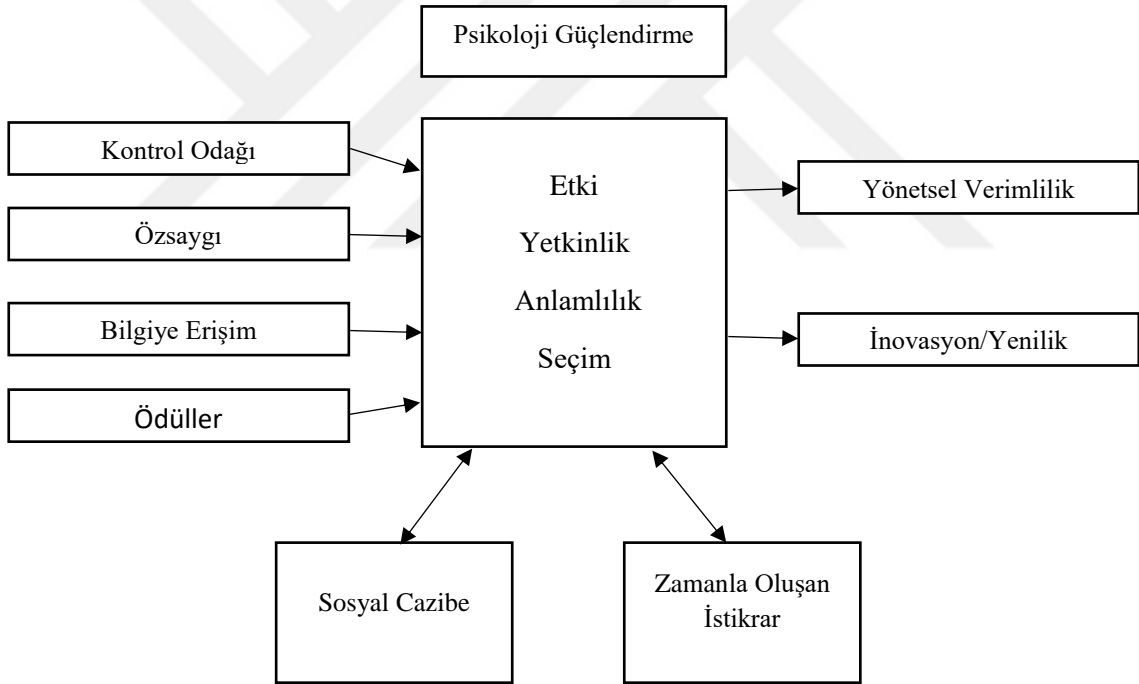 Psikoloji Güçlendirme
Kontrol Odağı
Özsaygı
Bilgiye Erişim
Ödüller
Etki
Yetkinlik
Anlamlılık
Seçim
Yönetsel Verimlilik
İnovasyon/Yenilik
Sosyal Cazibe
Zamanla Oluşan
İstikrar